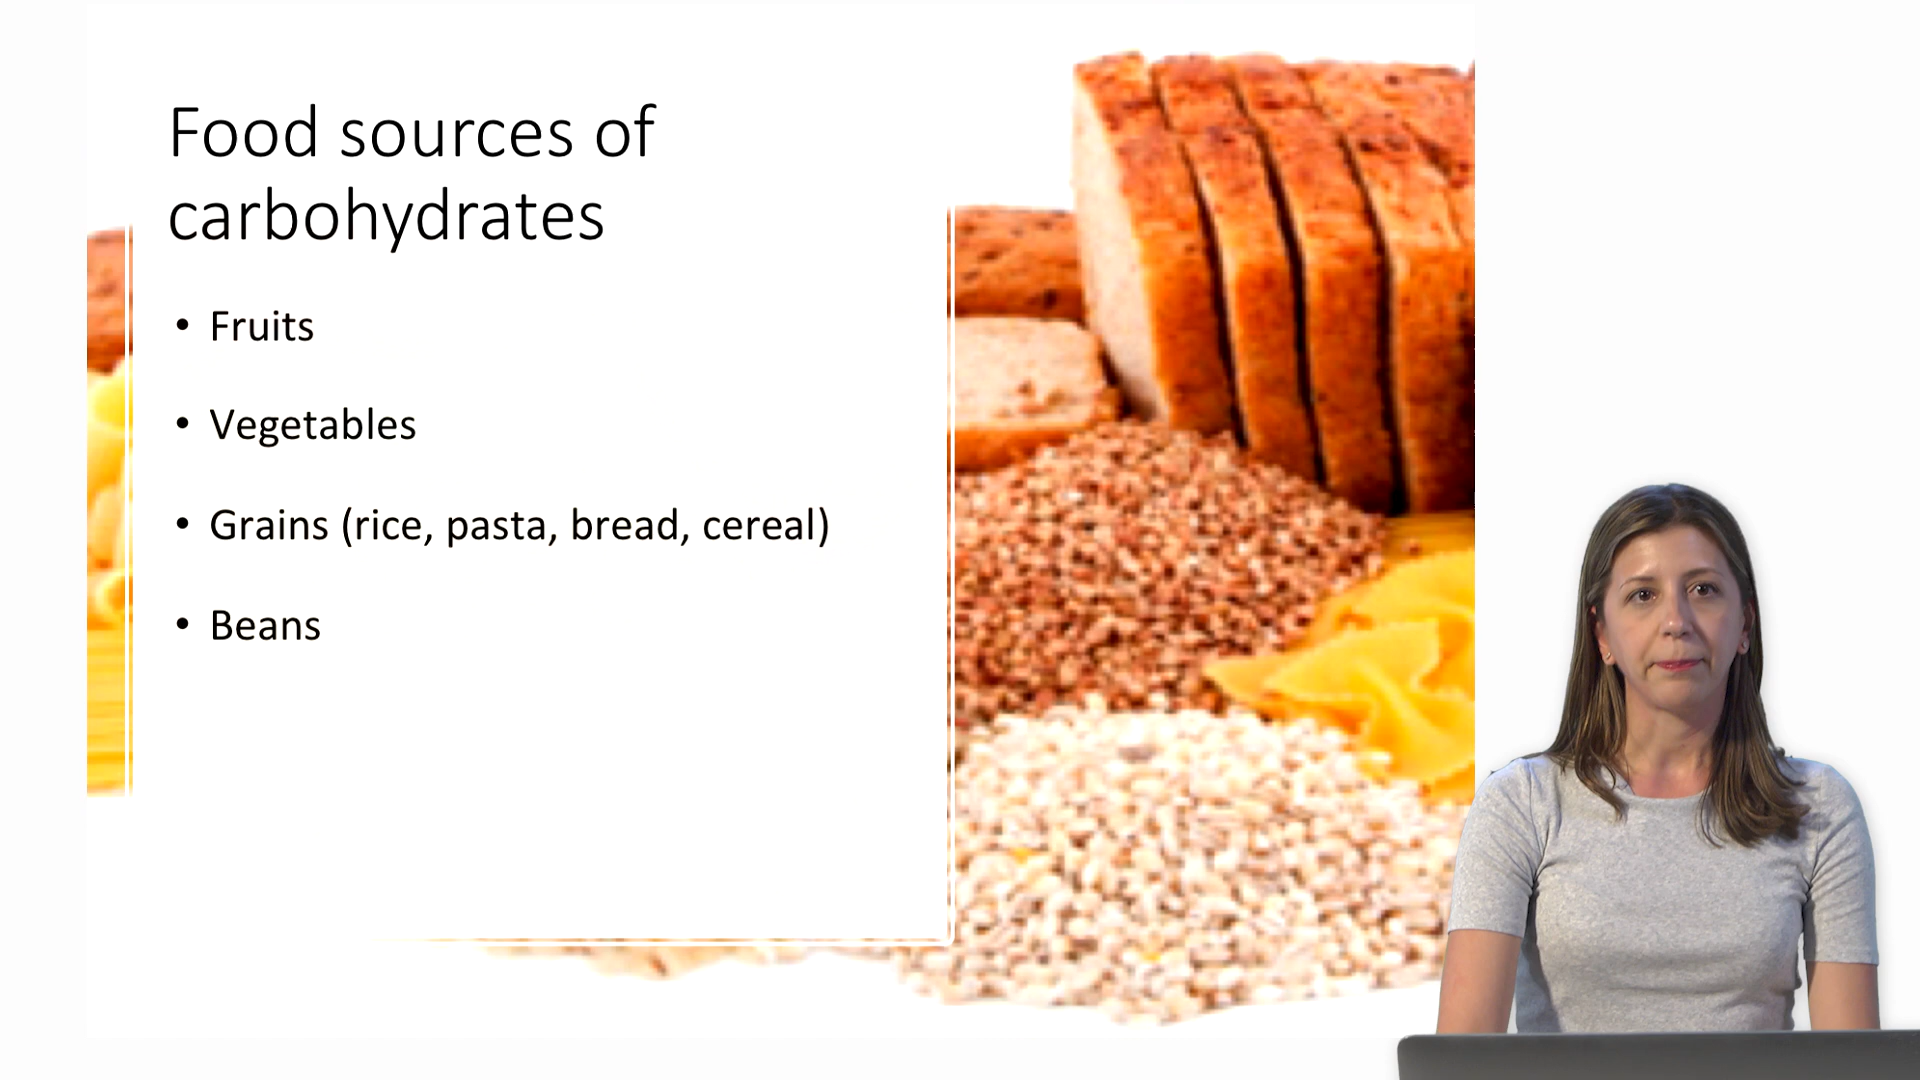 Food sources of
carbohydrates
• Fruits
• Vegetables
• Grains (rice, pasta, bread, cereal)
• Beans